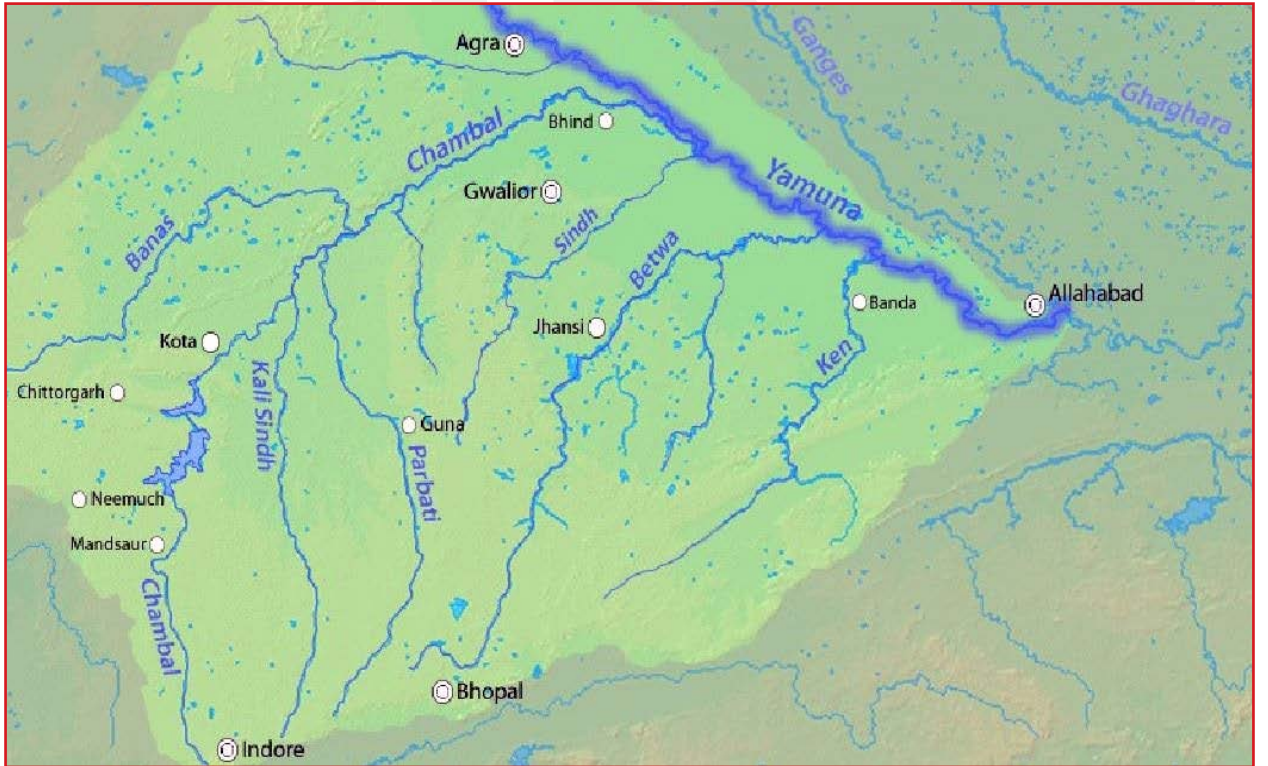 Agra
Ganges
Ghaghara
Chambal
Bhind
Yamuna
Gwalior
Banas
Sindh
Betwa
Allahabad
Banda
Jhansi
Kota
Ken
Kali Sindh
Chittorgarh
Guna
Parbati
Neemuch
Mandsaur
Chambal
Bhopal
Indore